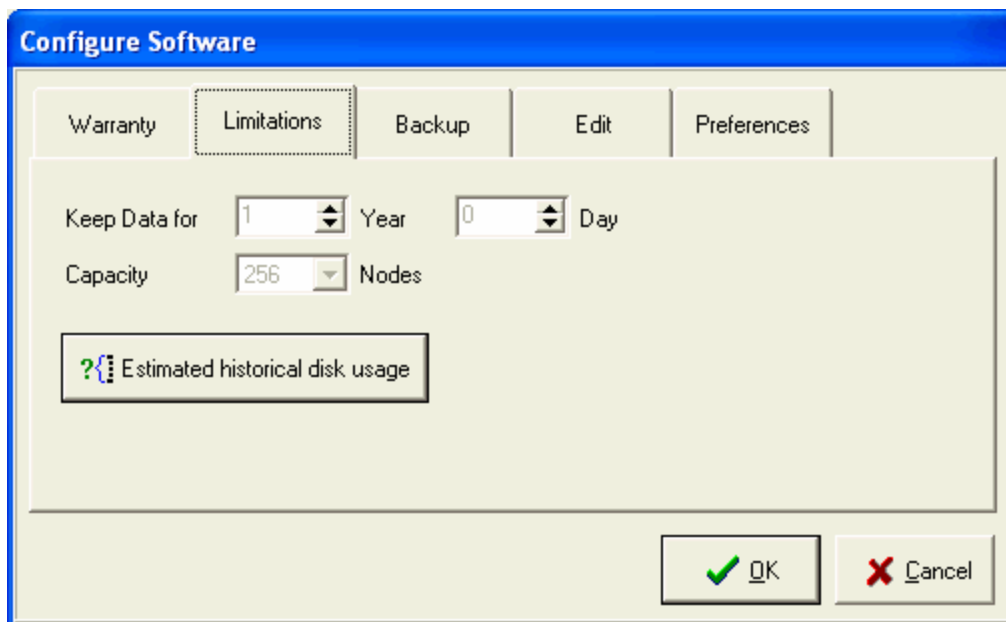 Configure Software
Warranty Limitations Backup Edit Preferences
Keep Data for 1 Year 0 Day
Capacity 256 Nodes
?{ Estimated historical disk usage
OK Cancel